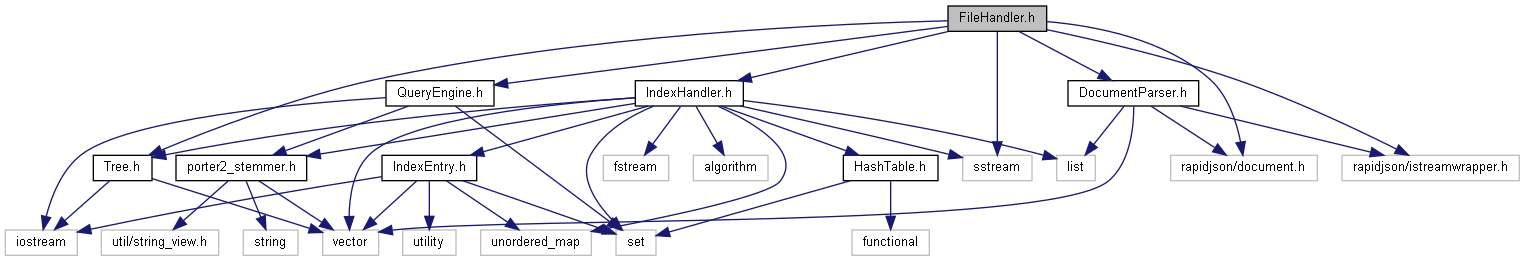 FileHandler.h
QueryEngine.h
IndexHandler.h
DocumentParser.h
Tree.h
porter2_stemmer.h
IndexEntry.h
fstream
algorithm
HashTable.h
sstream
list
rapidjson/document.h
rapidjson/istreamwrapper.h
iostream
util/string_view.h
string
vector
utility
unordered_map
set
functional